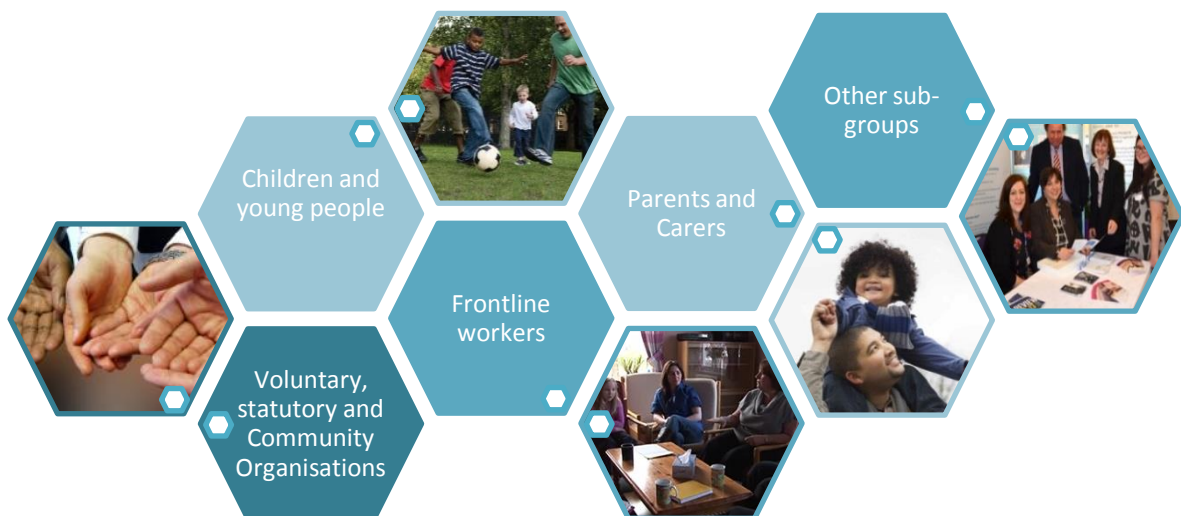 Children and
young people
Voluntary,
statutory and
Community
Organisations
Frontline
workers
Parents and
Carers
Other sub-
groups